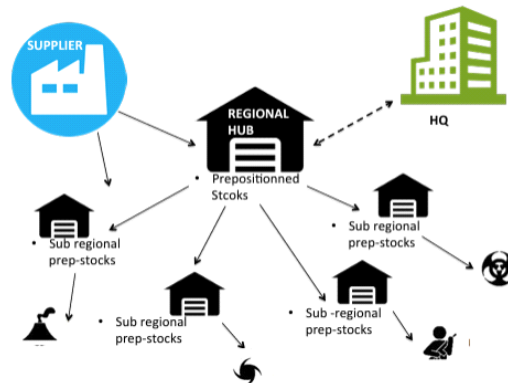 SUPPLIER
REGIONAL
HUB
HQ
• Prepositionned
Stcoks
• Sub regional
prep-stocks
• Sub regional
prep-stocks
• Sub regional
prep-stocks
• Sub -regional
prep-stocks